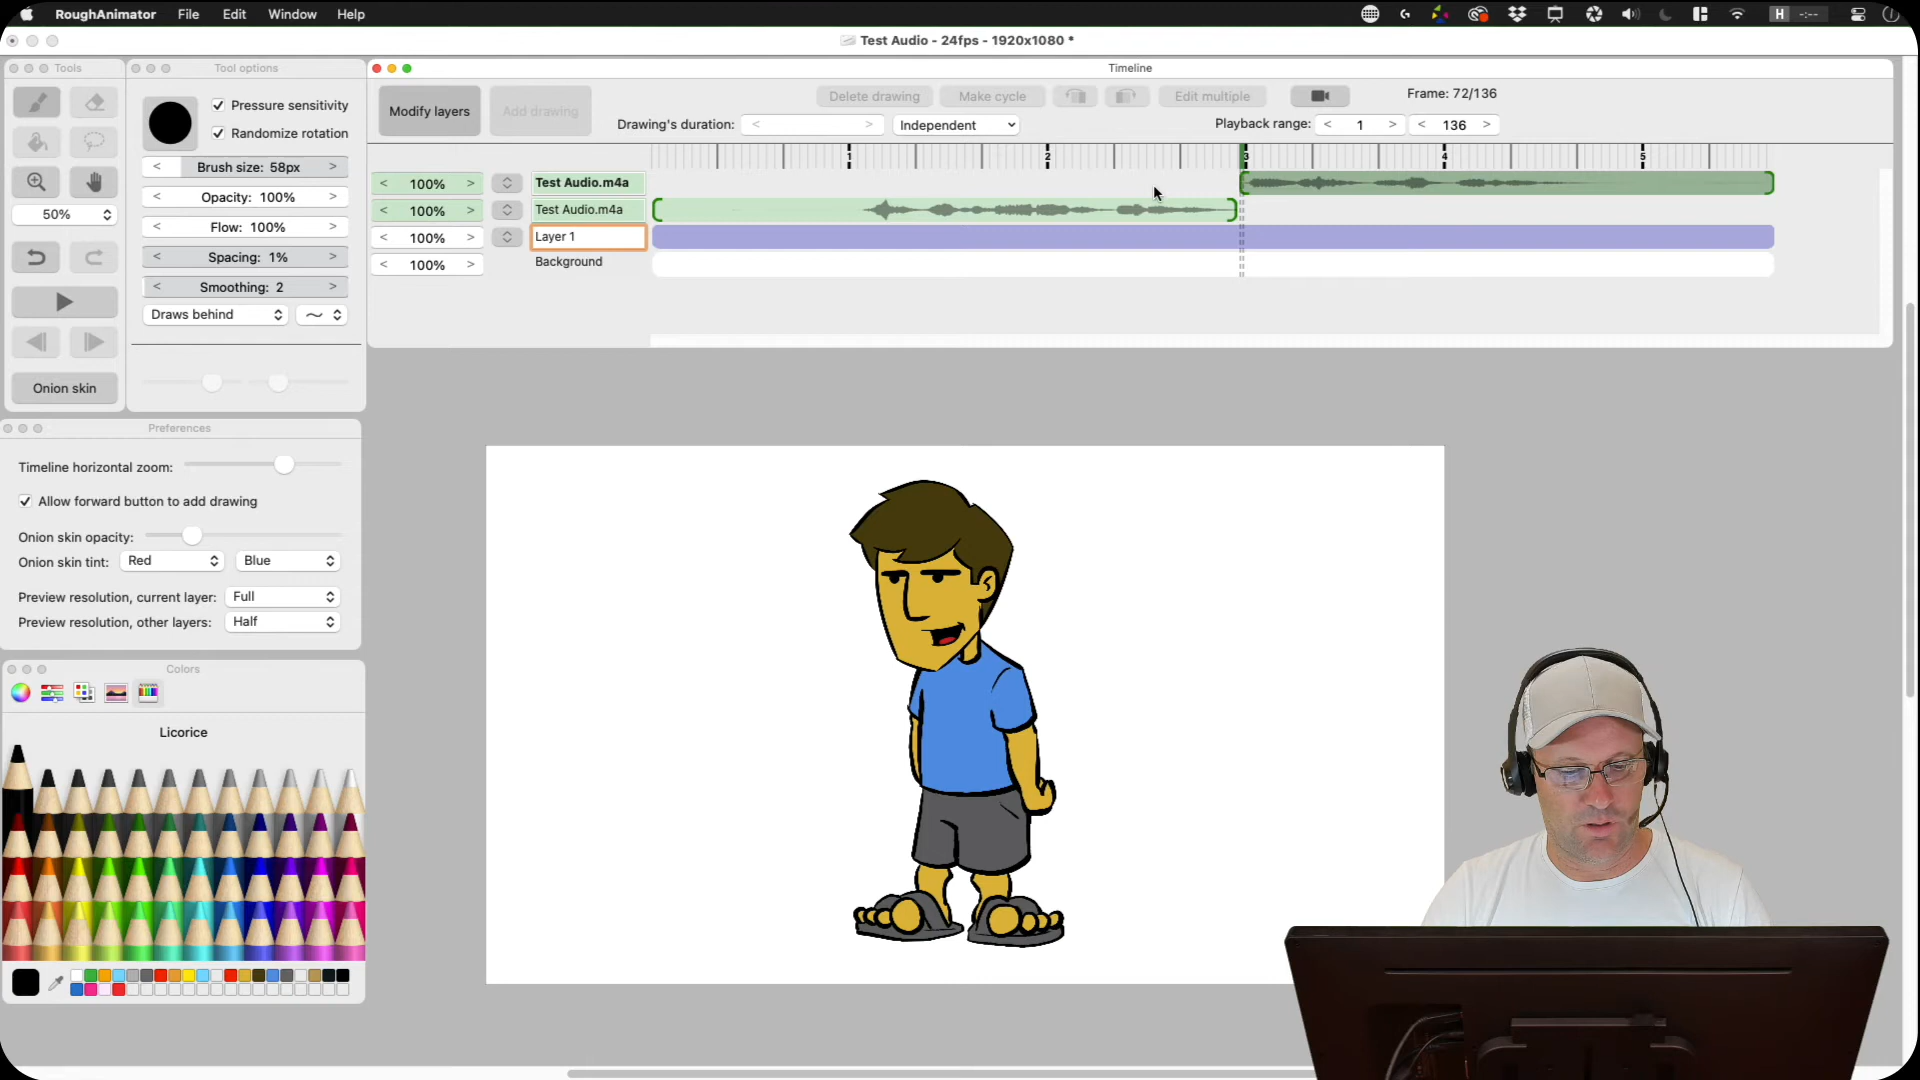 RoughAnimator File Edit Window Help
H -:--
Test Audio - 24fps - 1920x1080 *
Tools
Tool options
Timeline
Pressure sensitivity
Randomize rotation
< Brush size: 58px >
< Opacity: 100% >
< Flow: 100% >
< Spacing: 1% >
< Smoothing: 2 >
Draws behind
50%
Onion skin
Modify layers
Add drawing
Delete drawing
Make cycle
Edit multiple
Frame: 72/136
Drawing's duration: < >
Independent
Playback range: < 1 > < 136 >
1 2 3 4 5
< 100% > Test Audio.m4a
< 100% > Test Audio.m4a
< 100% > Layer 1
< 100% > Background
Preferences
Timeline horizontal zoom:
Allow forward button to add drawing
Onion skin opacity:
Onion skin tint: Red Blue
Preview resolution, current layer: Full
Preview resolution, other layers: Half
Colors
Licorice